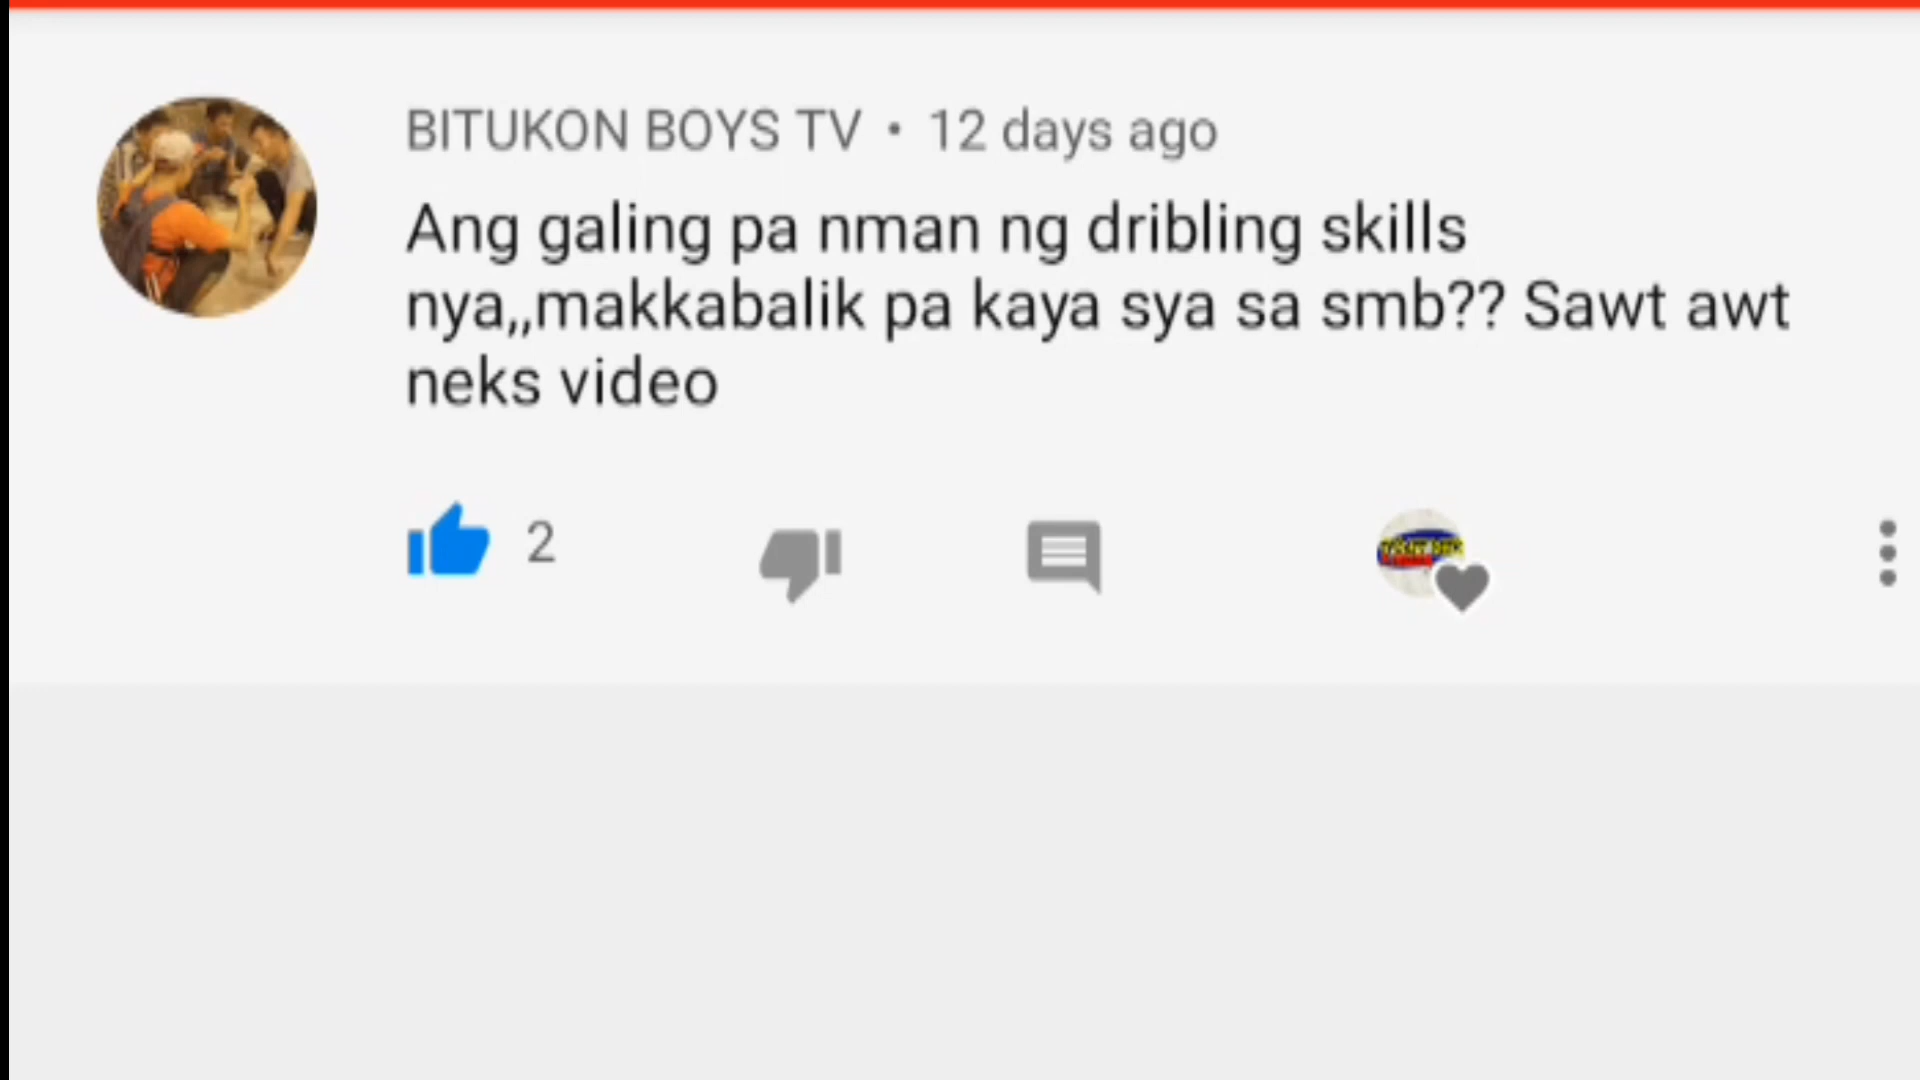 BITUKON BOYS TV • 12 days ago
Ang galing pa nman ng dribling skills
nya,,makkabalik pa kaya sya sa smb?? Sawt awt
neks video
2